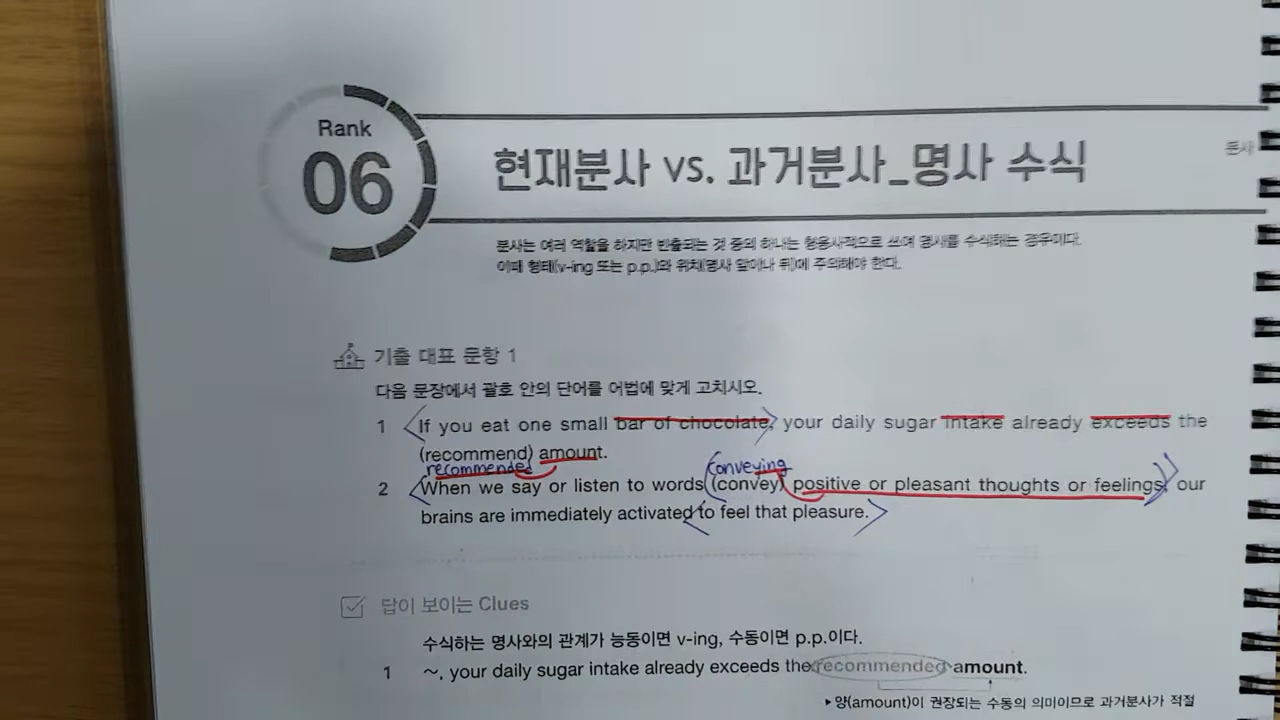 Rank
06
현재분사 vs. 과거분사_명사 수식
분사
분사는 여러 역할을 하지만 빈출되는 것 중의 하나는 형용사적으로 쓰여 명사를 수식하는 경우이다.
이때 형태(v-ing 또는 p.p.)와 위치(명사 앞이나 뒤)에 주의해야 한다.
기출 대표 문항 1
다음 문장에서 괄호 안의 단어를 어법에 맞게 고치시오.
1 If you eat one small bar of chocolate, your daily sugar intake already exceeds the
(recommend) amount.
recommended
conveying
2 When we say or listen to words (convey) positive or pleasant thoughts or feelings, our
brains are immediately activated to feel that pleasure.
답이 보이는 Clues
수식하는 명사와의 관계가 능동이면 v-ing, 수동이면 p.p.이다.
1 ~, your daily sugar intake already exceeds the recommended amount.
▸양(amount)이 권장되는 수동의 의미이므로 과거분사가 적절